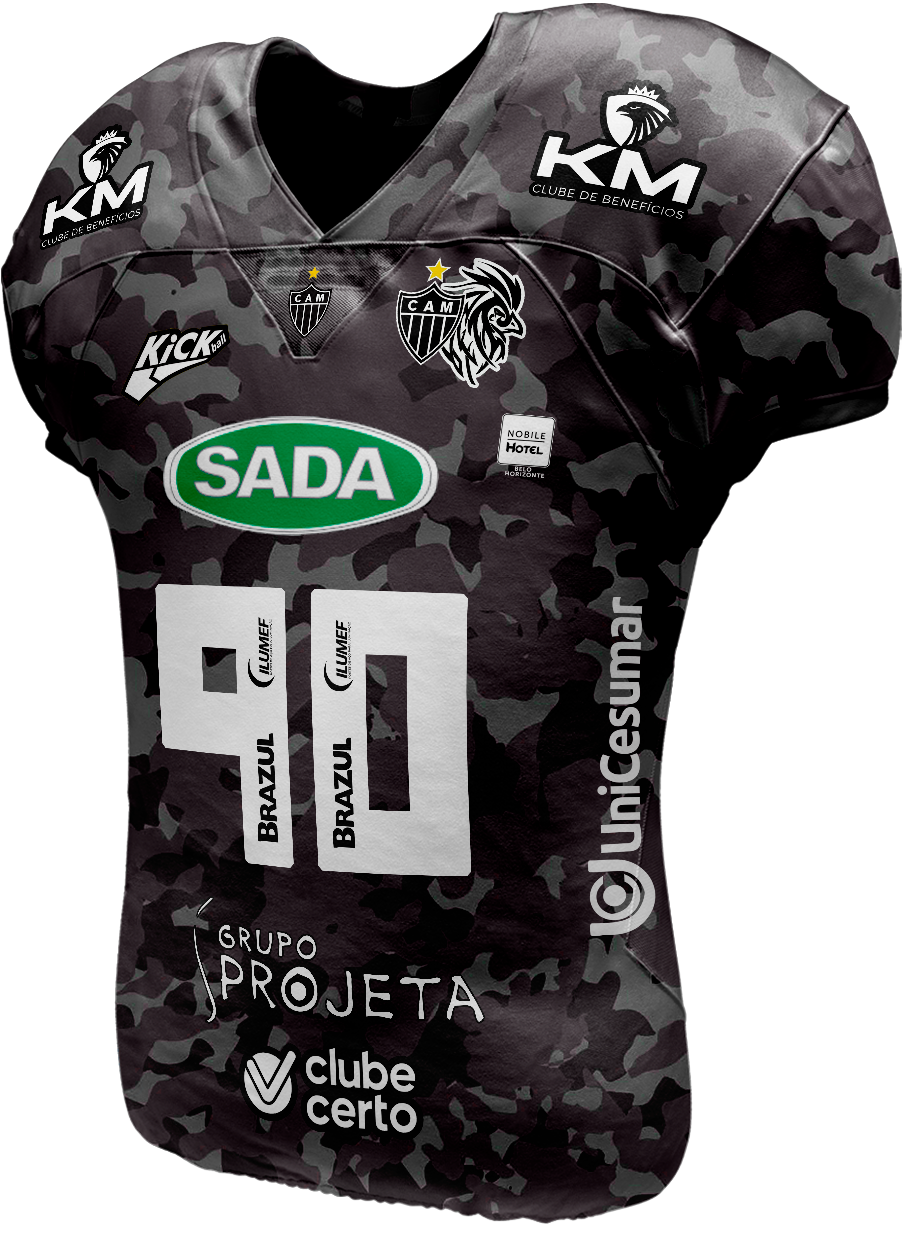 KM
CLUBE DE BENEFÍCIOS
KM
CLUBE DE BENEFÍCIOS
CAM
CAM
KiCK
ball
SADA
NOBILE
HOTEL
BELO
HORIZONTE
90
ILUMEF
ILUMEF
BRAZUL
BRAZUL
UniCesumar
GRUPO
PROJETA
clube
certo